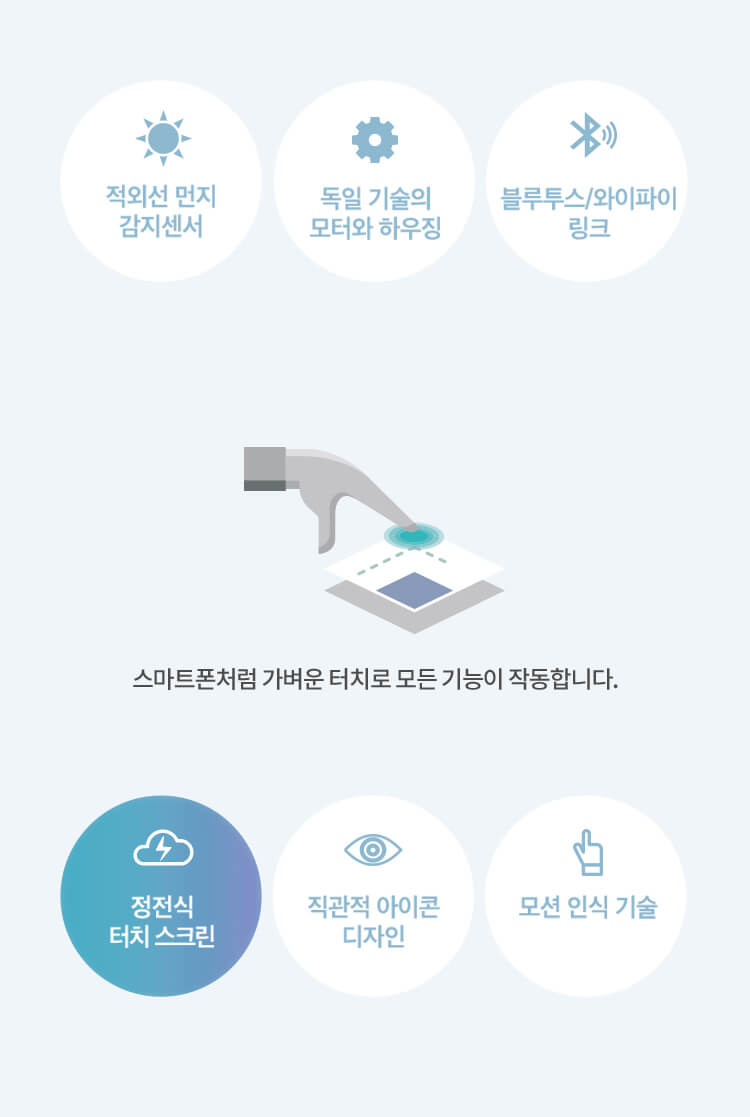 적외선 먼지
감지센서
독일 기술의
모터와 하우징
블루투스/와이파이
링크
스마트폰처럼 가벼운 터치로 모든 기능이 작동합니다.
정전식
터치 스크린
직관적 아이콘
디자인
모션 인식 기술